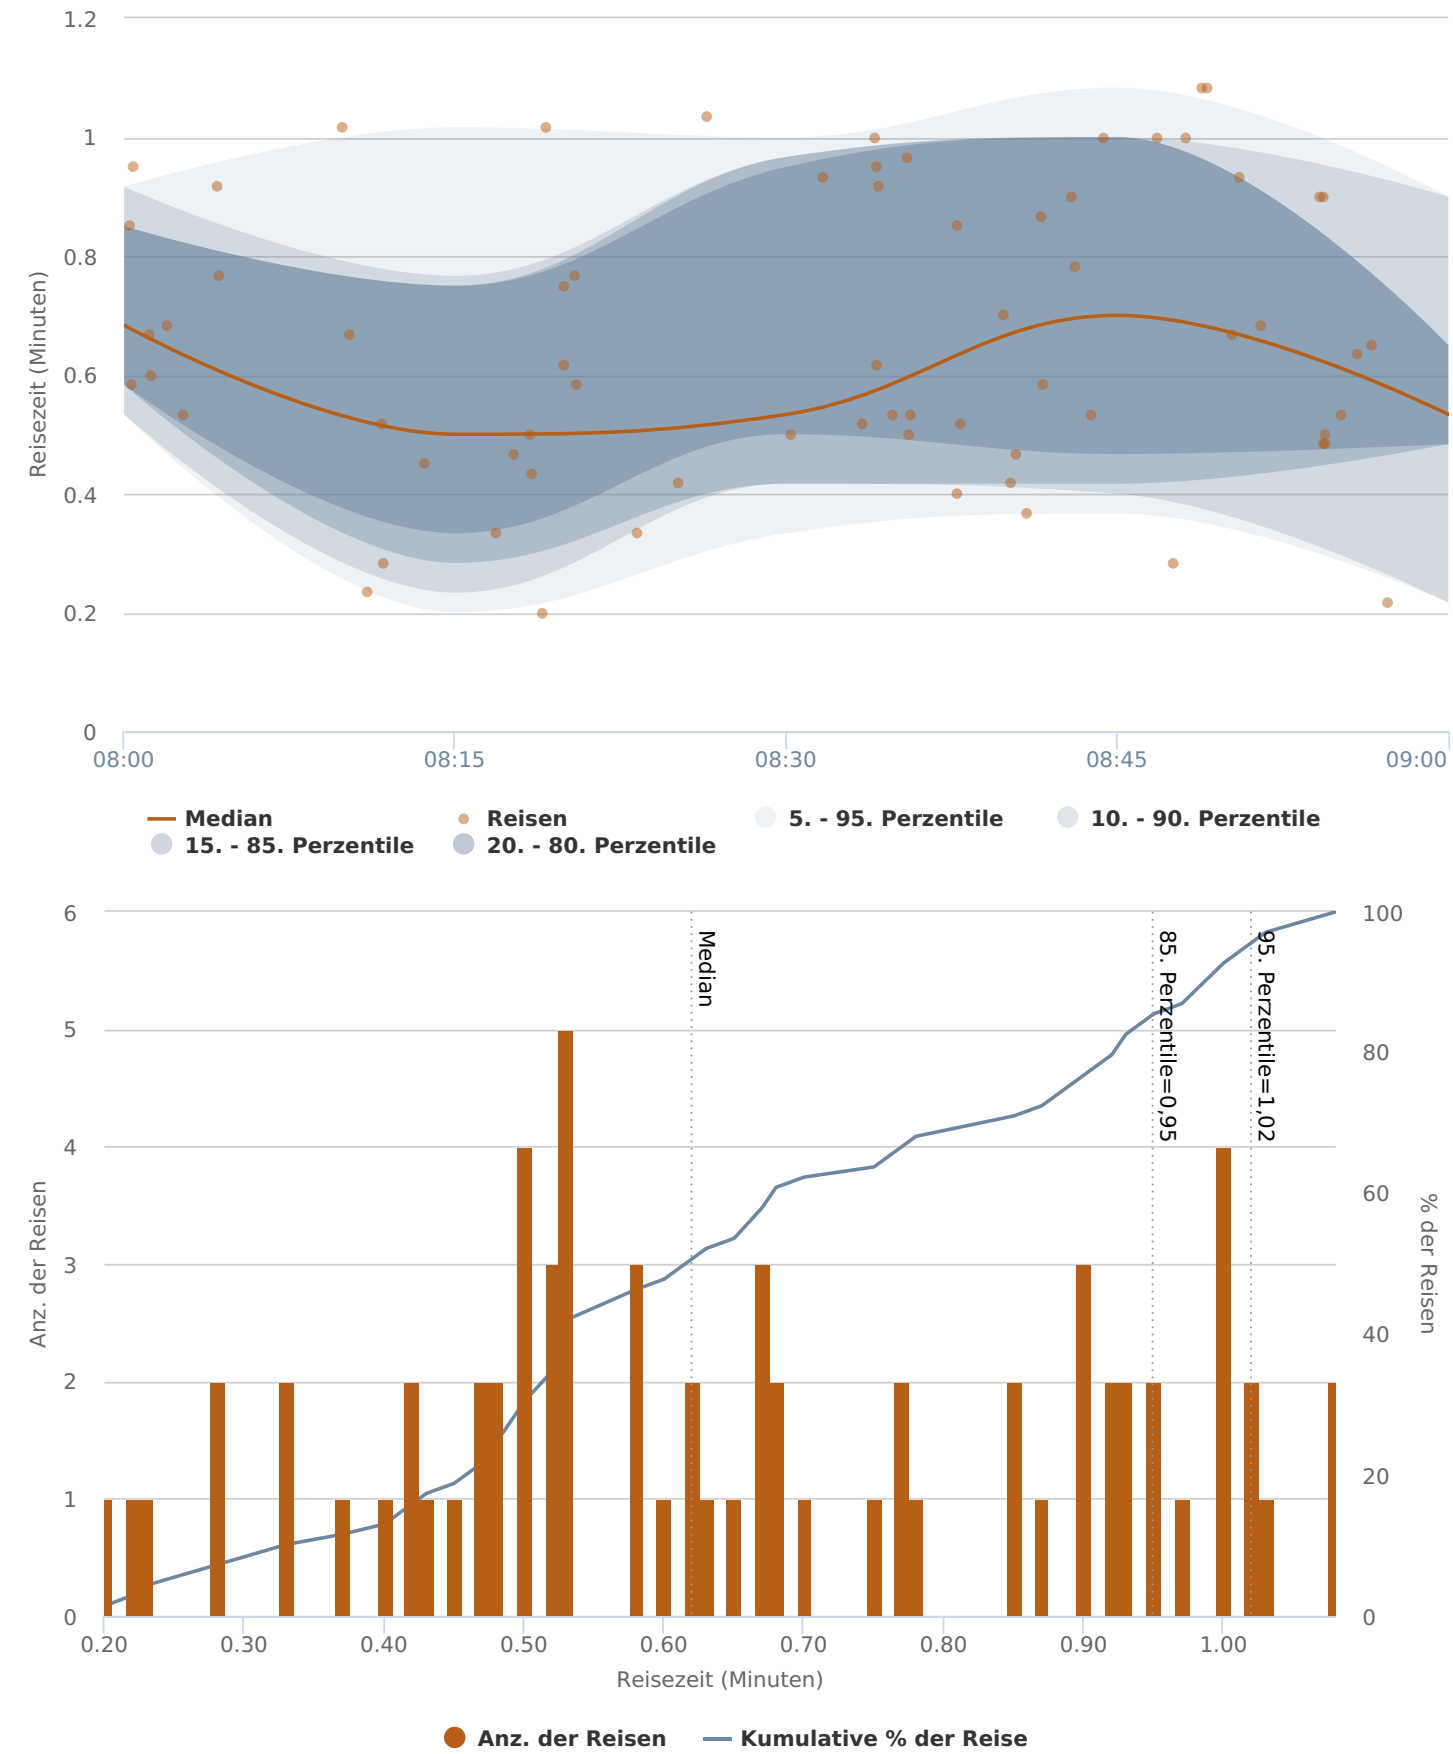 1.2
1
0.8
0.6
0.4
0.2
0
Reisezeit (Minuten)
08:00 08:15 08:30 08:45 09:00
Median Reisen 5. - 95. Perzentile 10. - 90. Perzentile
15. - 85. Perzentile 20. - 80. Perzentile
6
5
4
3
2
1
0
Anz. der Reisen
Median
85. Perzentile=0,95
95. Perzentile=1,02
100
80
60
40
20
0
% der Reisen
0.20 0.30 0.40 0.50 0.60 0.70 0.80 0.90 1.00
Reisezeit (Minuten)
Anz. der Reisen Kumulative % der Reise